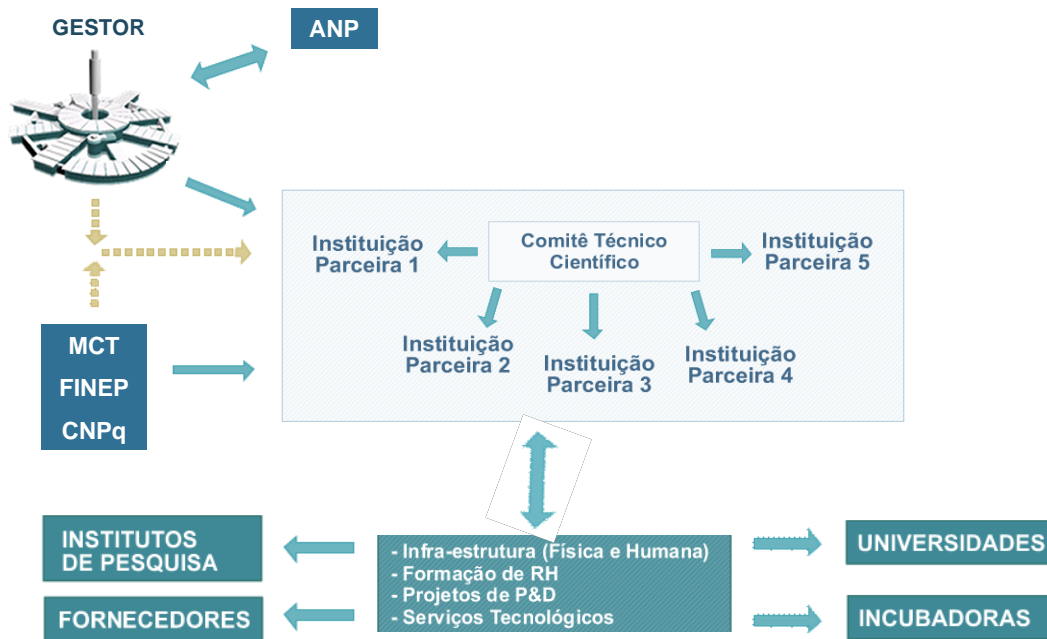 GESTOR
ANP
Instituição
Parceira 1
Comitê Técnico
Científico
Instituição
Parceira 5
Instituição
Parceira 2
Instituição
Parceira 3
Instituição
Parceira 4
MCT
FINEP
CNPq
INSTITUTOS
DE PESQUISA
- Infra-estrutura (Física e Humana)
- Formação de RH
- Projetos de P&D
- Serviços Tecnológicos
UNIVERSIDADES
FORNECEDORES
INCUBADORAS